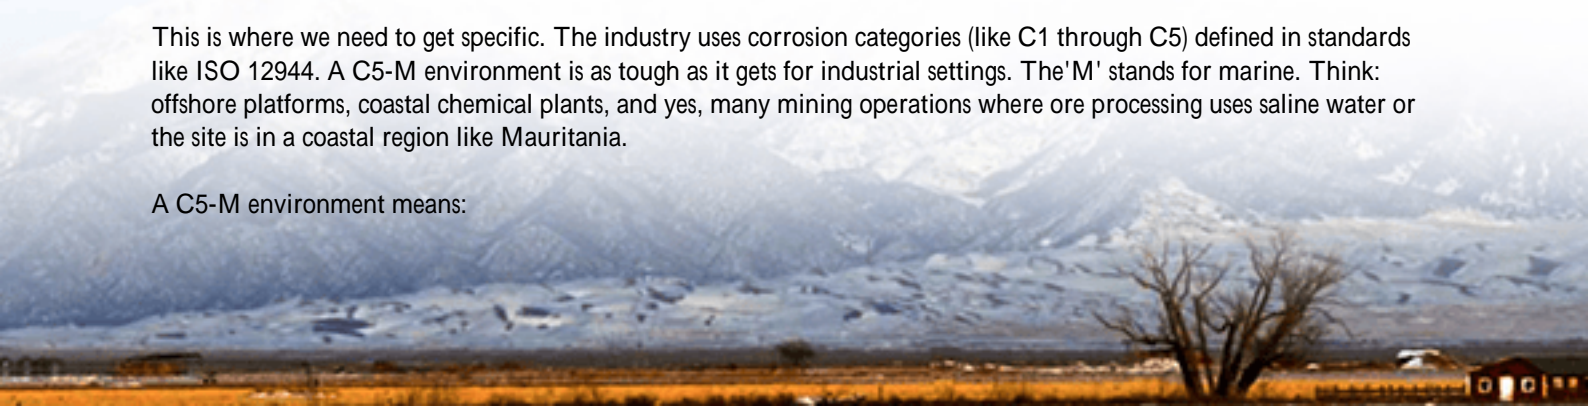 This is where we need to get specific. The industry uses corrosion categories (like C1 through C5) defined in standards
like ISO 12944. A C5-M environment is as tough as it gets for industrial settings. The'M' stands for marine. Think:
offshore platforms, coastal chemical plants, and yes, many mining operations where ore processing uses saline water or
the site is in a coastal region like Mauritania.
A C5-M environment means: